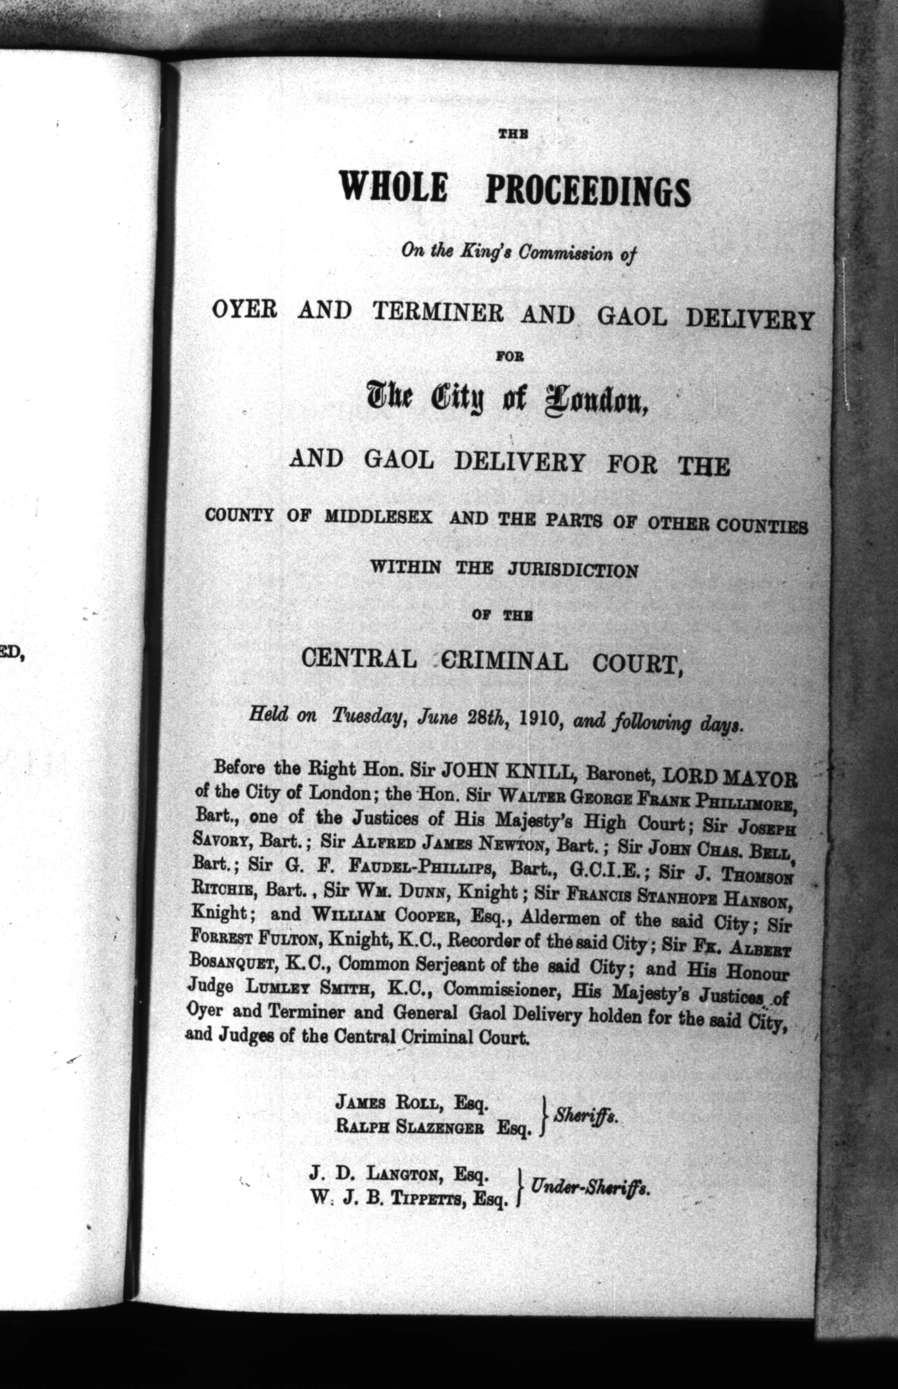 THE
WHOLE PROCEEDINGS
On the King's Commission of
OYER AND TERMINER AND GAOL DELIVERY
FOR
The City of London,
AND GAOL DELIVERY FOR THE
COUNTY OF MIDDLESEX AND THE PARTS OF OTHER COUNTIES
WITHIN THE JURISDICTION
OF THE
ED,
CENTRAL CRIMINAL COURT,
Held on Tuesday, June 28th, 1910, and following days.
Before the Right Hon. Sir JOHN KNILL, Baronet, LORD MAYOR
of the City of London; the Hon. Sir WALTER GEORGE FRANK PHILLIMORE,
Bart., one of the Justices of His Majesty's High Court; Sir JOSEPH
SAVORY, Bart.; Sir ALFRED JAMES NEWTON, Bart.; Sir JOHN CHAS. BELL,
Bart.; Sir G. F. FAUDEL-PHILLIPS, Bart., G.C.I.E.; Sir J. THOMSON
RITCHIE, Bart., Sir WM. DUNN, Knight; Sir FRANCIS STANHOPE HANSON,
Knight; and WILLIAM COOPER, Esq., Aldermen of the said City; Sir
FORREST FULTON, Knight, K.C., Recorder of the said City; Sir FK. ALBERT
BOSANQUET, K.C., Common Serjeant of the said City; and His Honour
Judge LUMLEY SMITH, K.C., Commissioner, His Majesty's Justices of
Oyer and Terminer and General Gaol Delivery holden for the said City,
and Judges of the Central Criminal Court.
JAMES ROLL, Esq.
RALPH SLAZENGER Esq. } Sheriffs.
J. D. LANGTON, Esq.
W. J. B. TIPPETTS, Esq. } Under-Sheriffs.